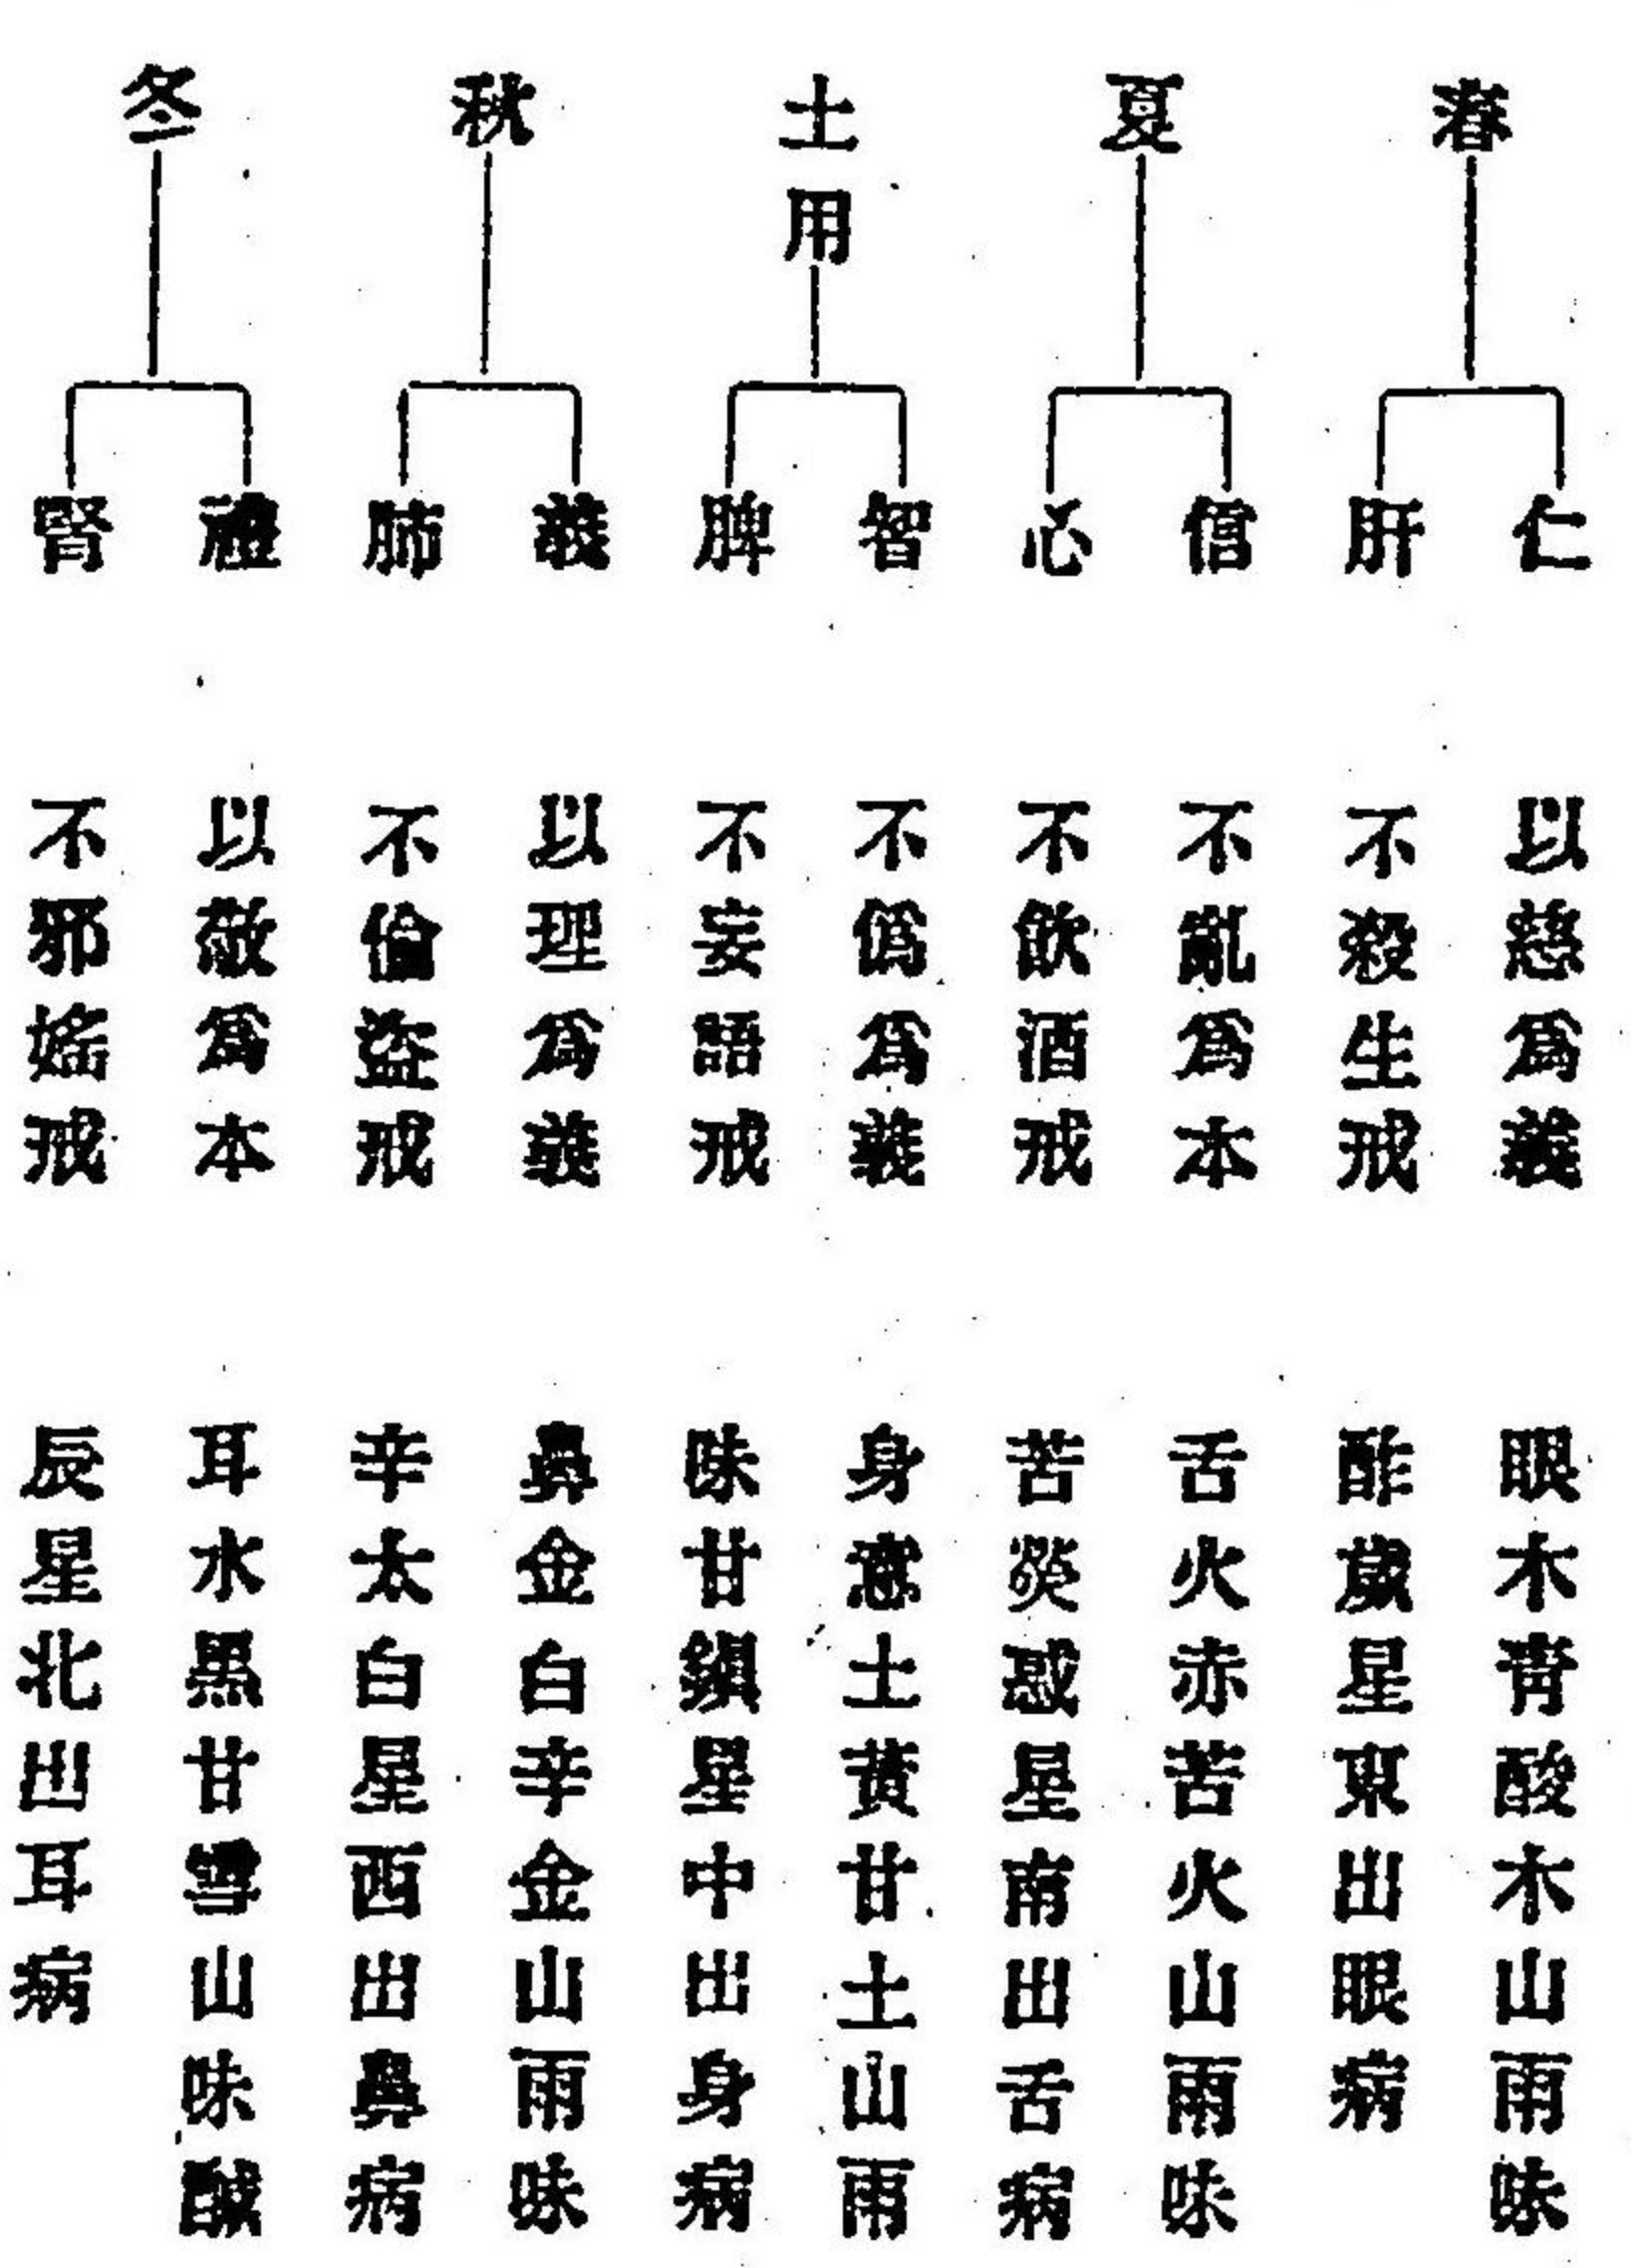 春
仁 以慈爲義 眼木青酸木山雨味
肝 不殺生戒 酢歲星東出眼病
夏
信 不亂爲本 舌火赤苦火山雨味
心 不飲酒戒 苦熒惑星南出舌病
土用
智 不僞爲義 身意土黄甘土山雨
脾 不妄語戒 味甘鎭星中出身病
秋
義 以理爲義 鼻金白辛金山雨味
肺 不偷盜戒 辛太白星西出鼻病
冬
禮 以敬爲本 耳水黒甘雪山味醎
腎 不邪婬戒 辰星北出耳病